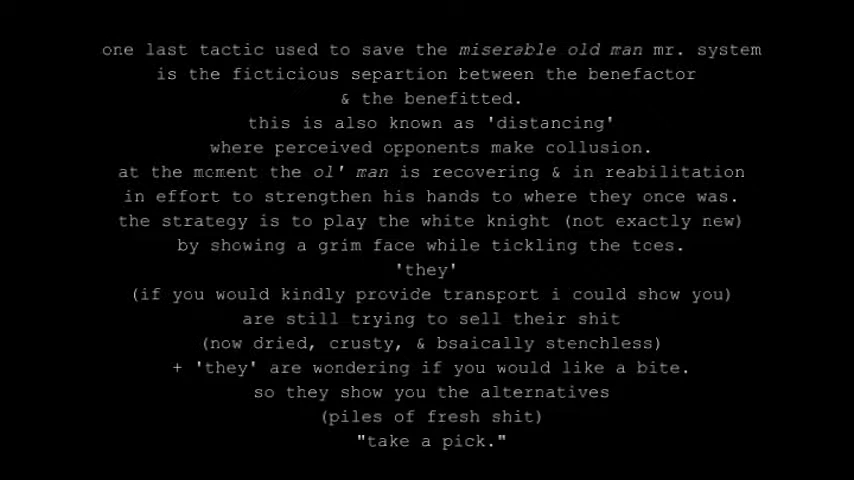 one last tactic used to save the miserable old man mr. system
is the ficticious separtion between the benefactor
& the benefitted.
this is also known as 'distancing'
where perceived opponents make collusion.
at the moment the ol' man is recovering & in reabilitation
in effort to strengthen his hands to where they once was.
the strategy is to play the white knight (not exactly new)
by showing a grim face while tickling the toes.
'they'
(if you would kindly provide transport i could show you)
are still trying to sell their shit
(now dried, crusty, & bsaically stenchless)
+ 'they' are wondering if you would like a bite.
so they show you the alternatives
(piles of fresh shit)
"take a pick."